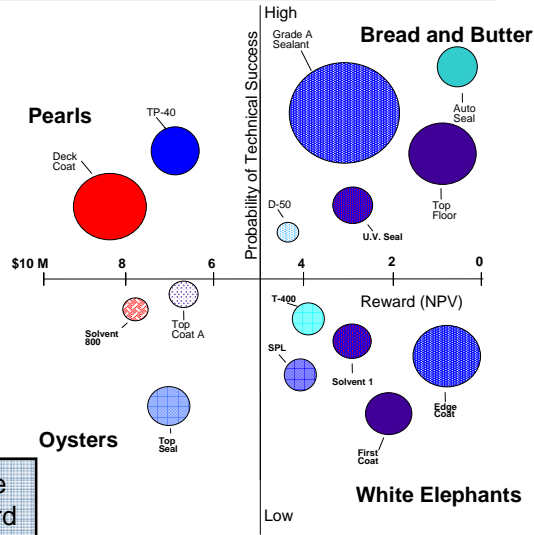 High
Bread and Butter
Grade A
Sealant
Probability of Technical Success
Auto
Seal
Pearls
TP-40
Deck
Coat
Top
Floor
D-50
U.V. Seal
$10 M
8
6
4
2
0
Reward (NPV)
T-400
Solvent
800
Top
Coat A
SPL
Solvent 1
Edge
Coat
First
Coat
Top
Seal
Oysters
White Elephants
Low